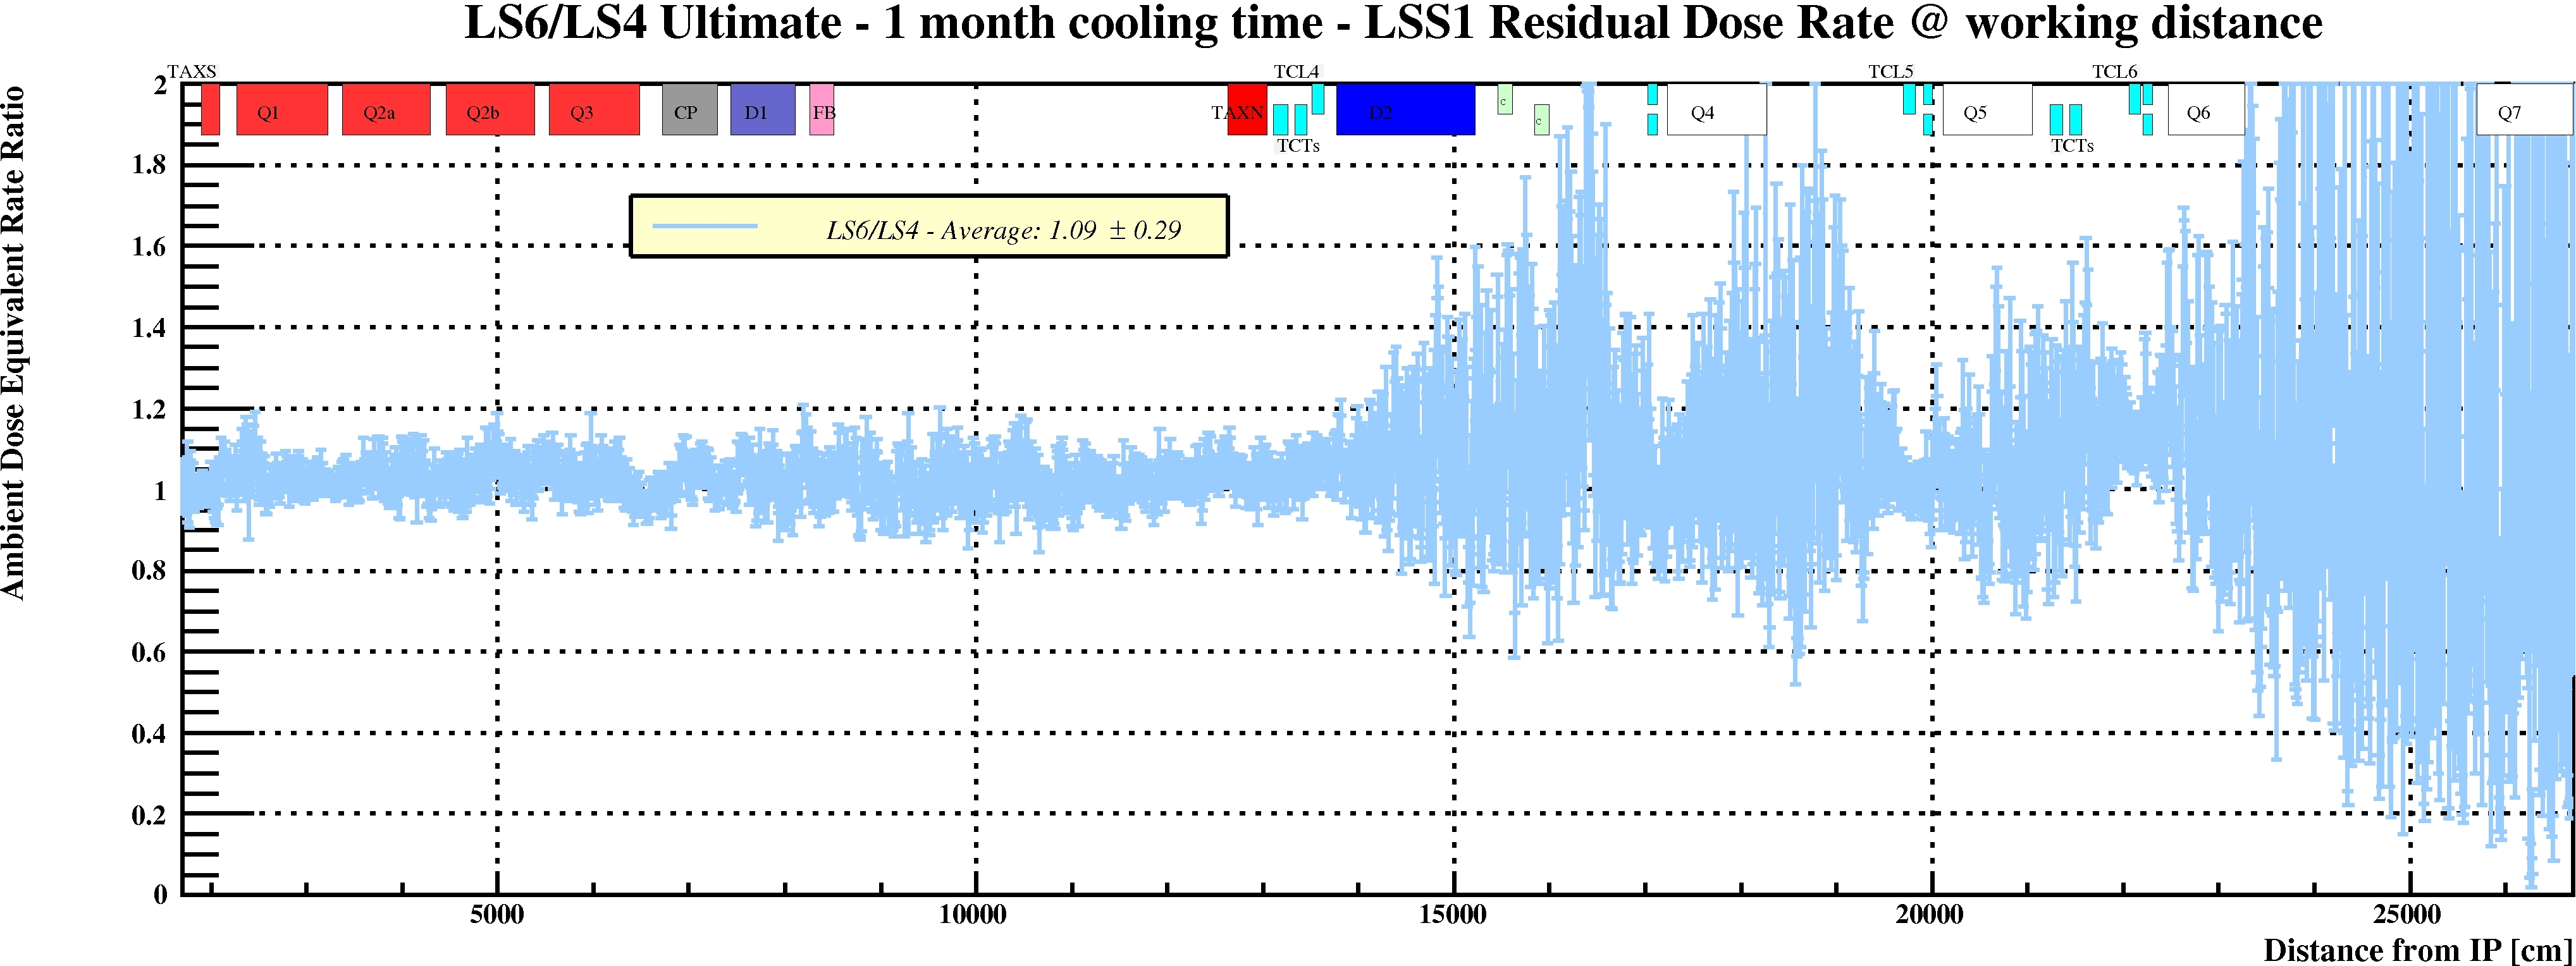 LS6/LS4 Ultimate - 1 month cooling time - LSS1 Residual Dose Rate @ working distance
Ambient Dose Equivalent Rate Ratio
TAXS TCL4 TCL5 TCL6
Q1 Q2a Q2b Q3 CP D1 FB TAXN D2 C C Q4 Q5 Q6 Q7
TCTs TCTs
LS6/LS4 - Average: 1.09 ± 0.29
2
1.8
1.6
1.4
1.2
1
0.8
0.6
0.4
0.2
0
5000 10000 15000 20000 25000
Distance from IP [cm]